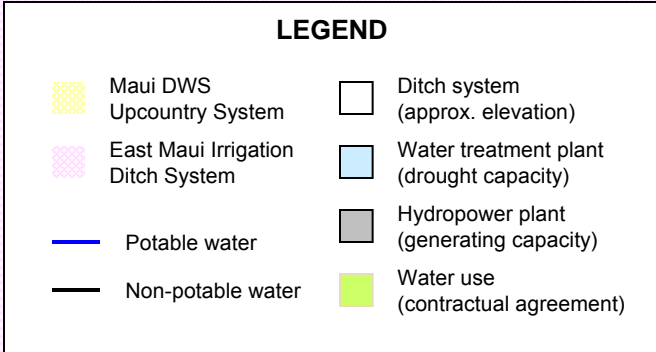 LEGEND
Maui DWS
Upcountry System
East Maui Irrigation
Ditch System
Potable water
Non-potable water
Ditch system
(approx. elevation)
Water treatment plant
(drought capacity)
Hydropower plant
(generating capacity)
Water use
(contractual agreement)